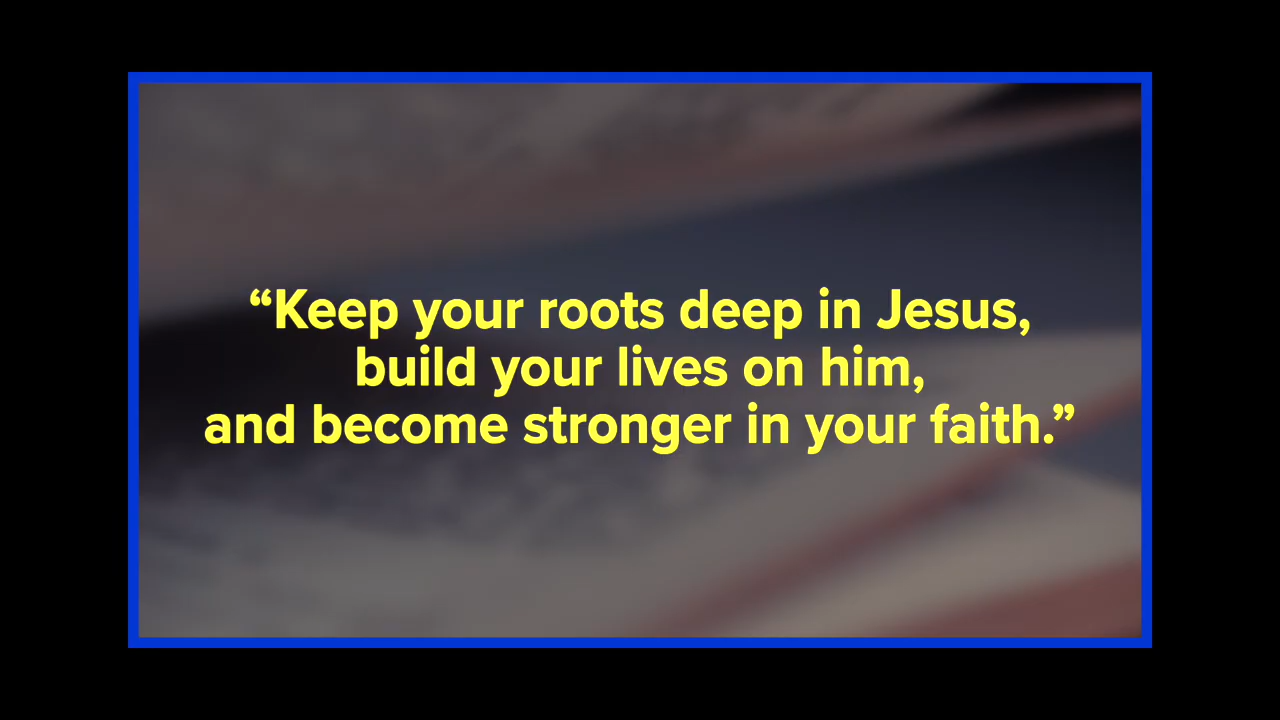 “Keep your roots deep in Jesus,
build your lives on him,
and become stronger in your faith.”